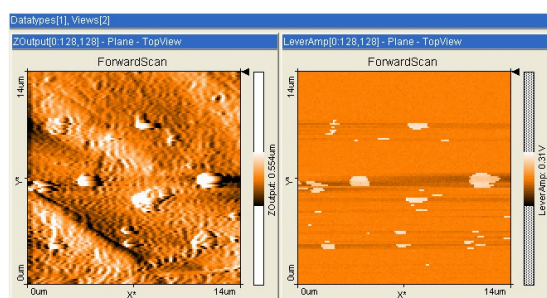 Datatypes[1], Views[2]
ZOutput[0:128,128] - Plane - TopView
ForwardScan
14um
Y*
0um
0um
X*
14um
ZOutput: 0.554um
LeverAmp[0:128,128] - Plane - TopView
ForwardScan
14um
Y*
0um
0um
X*
14um
LeverAmp: 0.31V